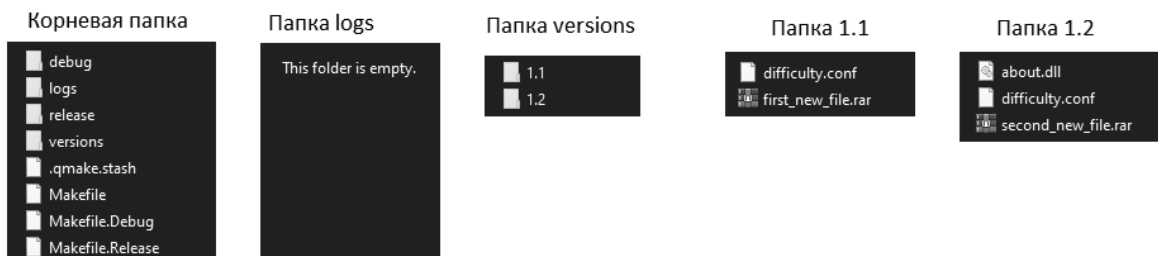 Корневая папка
debug
logs
release
versions
.qmake.stash
Makefile
Makefile.Debug
Makefile.Release
Папка logs
This folder is empty.
Папка versions
1.1
1.2
Папка 1.1
difficulty.conf
first_new_file.rar
Папка 1.2
about.dll
difficulty.conf
second_new_file.rar